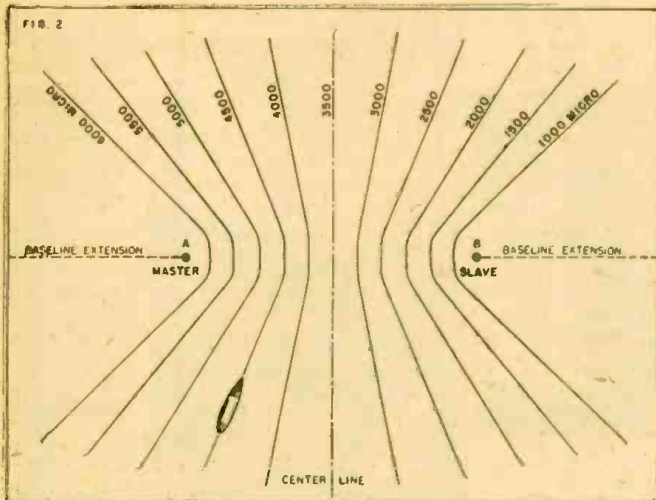 FIG. 2
6000 MICRO
5500
5000
4500
4000
3500
3000
2500
2000
1500
1000 MICRO
BASELINE EXTENSION
A
MASTER
B
SLAVE
BASELINE EXTENSION
CENTER LINE